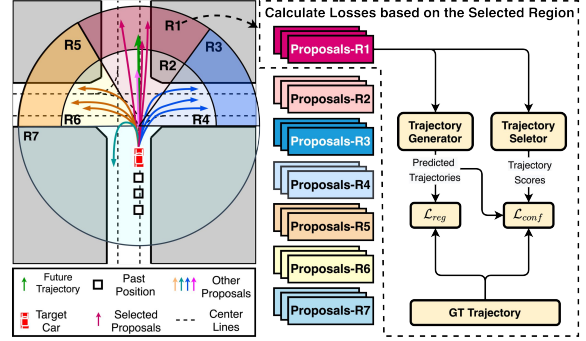 Calculate Losses based on the Selected Region
R1
R5
R3
R2
R6
R4
R7
Proposals-R1
Proposals-R2
Proposals-R3
Proposals-R4
Proposals-R5
Proposals-R6
Proposals-R7
Trajectory
Generator
Trajectory
Seletor
Predicted
Trajectories
Trajectory
Scores
ℒreg
ℒconf
GT Trajectory
Future
Trajectory
Past
Position
Other
Proposals
Target
Car
Selected
Proposals
Center
Lines